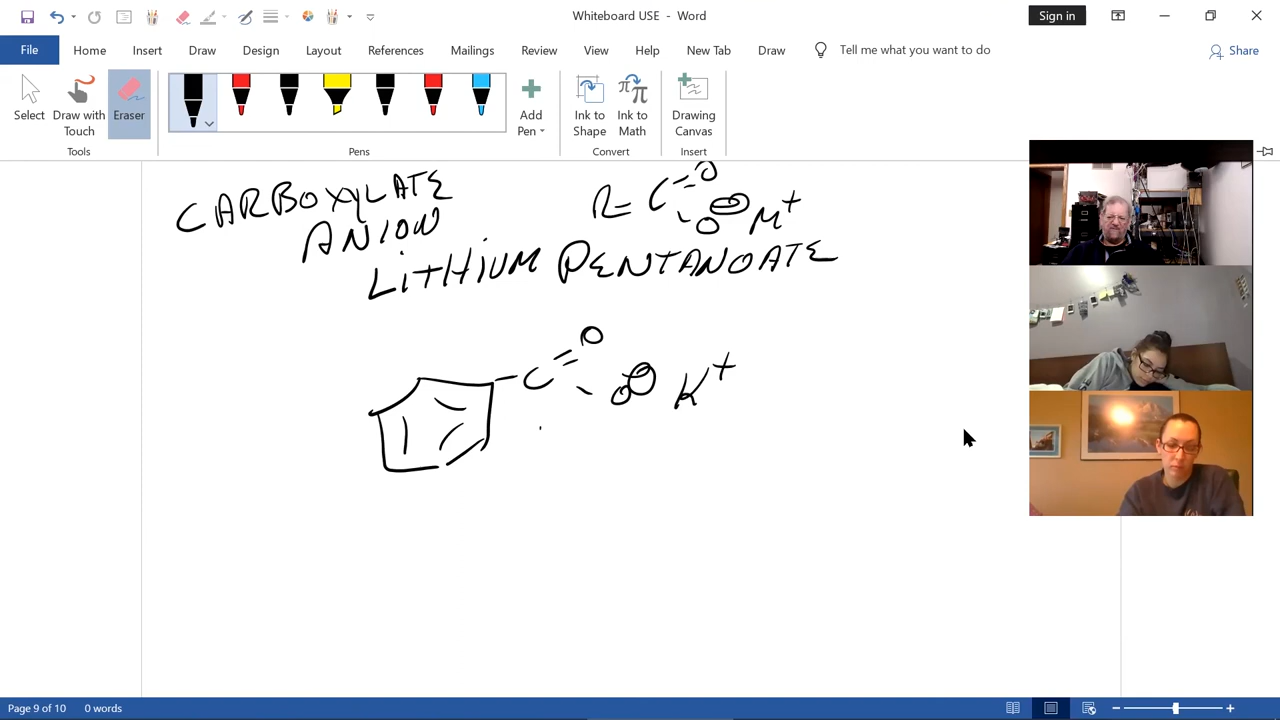 Whiteboard USE - Word
Sign in
File Home Insert Draw Design Layout References Mailings Review View Help New Tab Draw Tell me what you want to do Share
Select Draw with Touch Eraser Add Pen Ink to Shape Ink to Math Drawing Canvas
Tools Pens Convert Insert
CARBOXYLATE
ANION
R C O
O M+
LITHIUM PENTANOATE
C O
O K+
Page 9 of 10 0 words